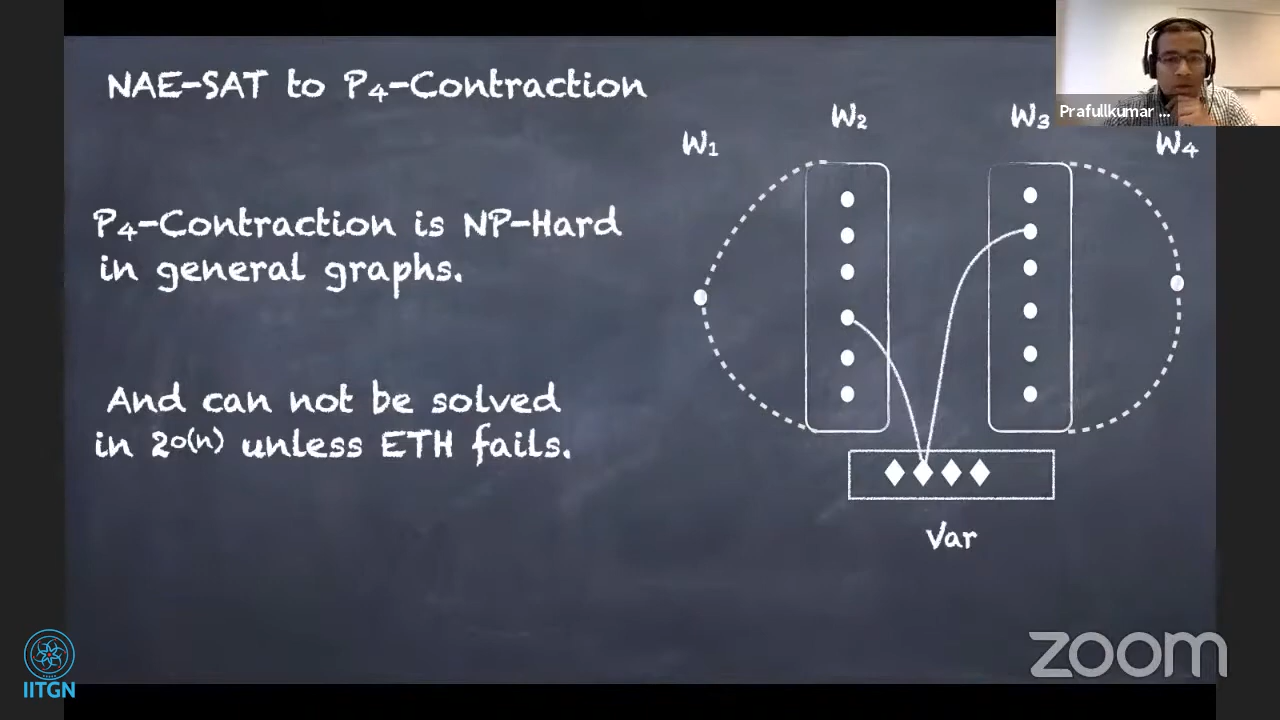 NAE-SAT to P₄-Contraction
Prafullkumar ...
W₁
W₂
W₃
W₄
P₄-Contraction is NP-Hard
in general graphs.
And can not be solved
in 2ᵒ⁽ⁿ⁾ unless ETH fails.
Var
IITGN
zoom